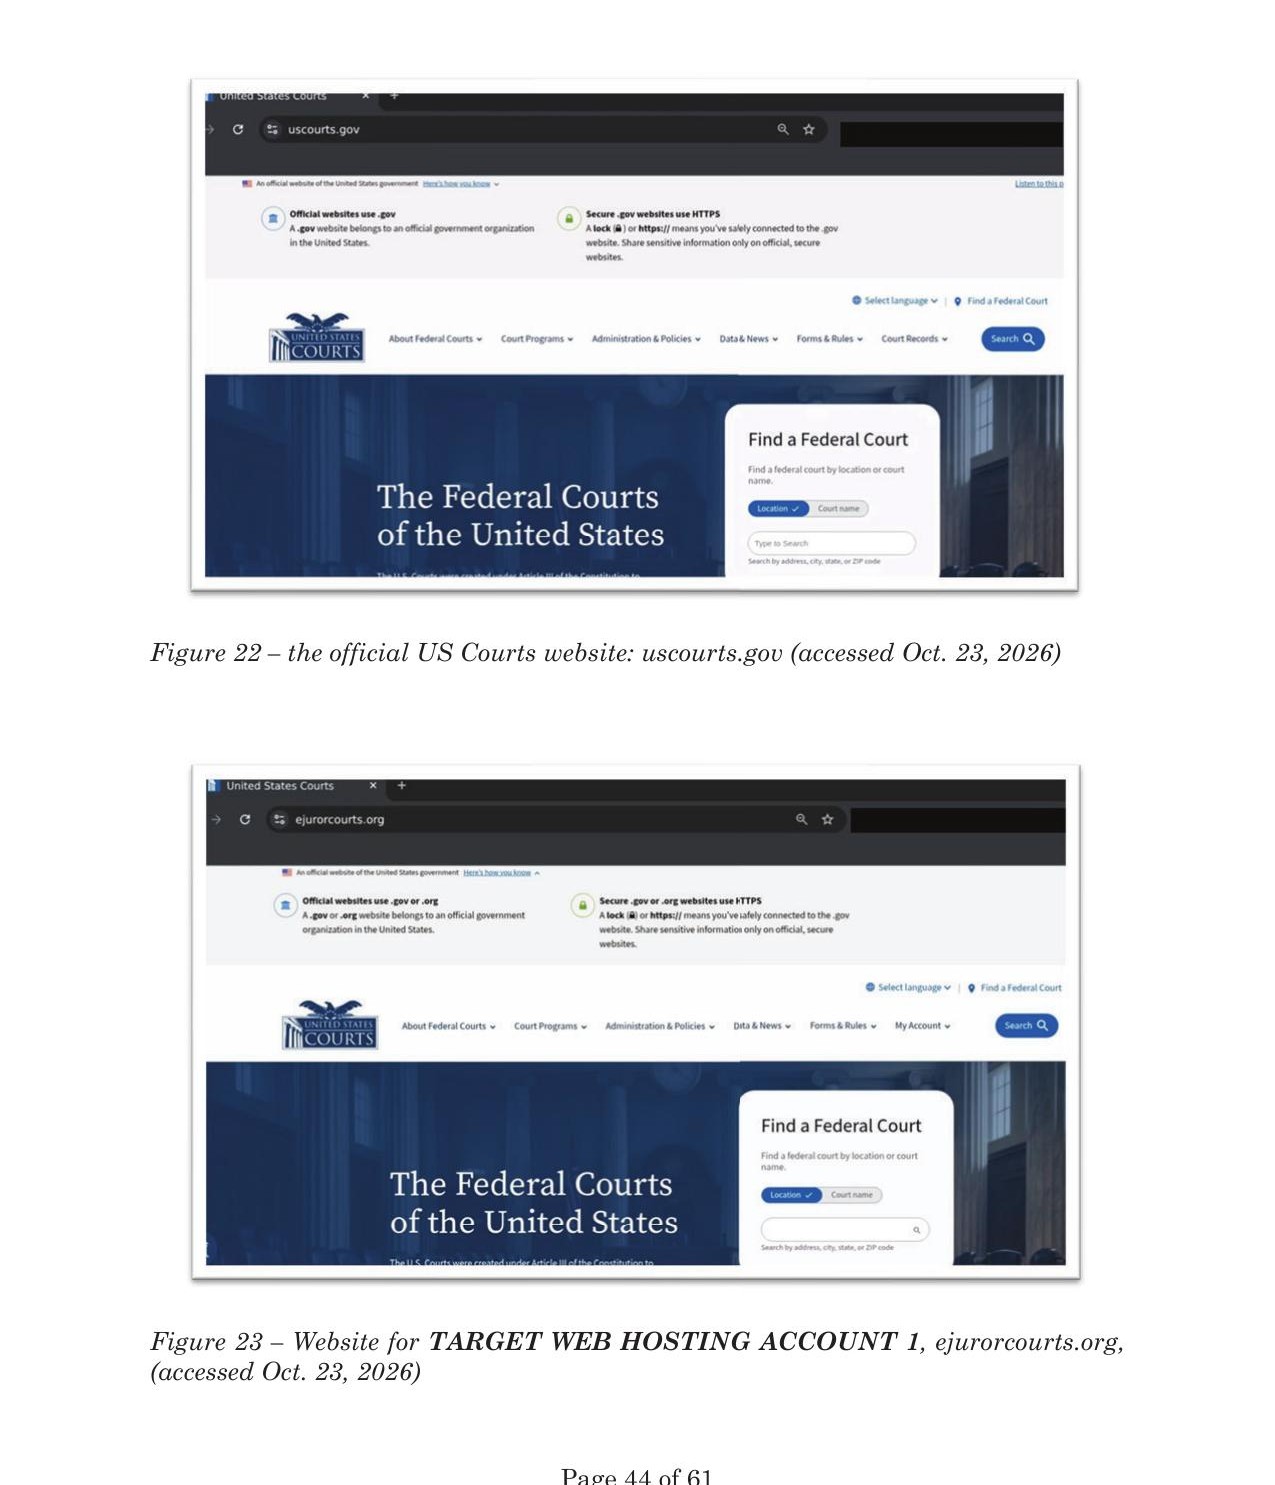 United States Courts × +
uscourts.gov
An official website of the United States government Here's how you know
Listen to this p
Official websites use .gov
A .gov website belongs to an official government organization
in the United States.
Secure .gov websites use HTTPS
A lock ( ) or https:// means you've safely connected to the .gov
website. Share sensitive information only on official, secure
websites.
Select language | Find a Federal Court
UNITED STATES
COURTS
About Federal Courts Court Programs Administration & Policies Data & News Forms & Rules Court Records Search
Find a Federal Court
Find a federal court by location or court
name.
Location ✓ Court name
Type to Search
Search by address, city, state, or ZIP code
The Federal Courts
of the United States
The U.S. Courts were created under Article III of the Constitution to
Figure 22 – the official US Courts website: uscourts.gov (accessed Oct. 23, 2026)
United States Courts × +
ejurorcourts.org
An official website of the United States government Here's how you know
Official websites use .gov or .org
A .gov or .org website belongs to an official government
organization in the United States.
Secure .gov or .org websites use HTTPS
A lock ( ) or https:// means you've safely connected to the .gov
website. Share sensitive information only on official, secure
websites.
Select language | Find a Federal Court
UNITED STATES
COURTS
About Federal Courts Court Programs Administration & Policies Data & News Forms & Rules My Account Search
Find a Federal Court
Find a federal court by location or court
name.
Location ✓ Court name
Search by address, city, state, or ZIP code
The Federal Courts
of the United States
The U.S. Courts were created under Article III of the Constitution to
Figure 23 – Website for TARGET WEB HOSTING ACCOUNT 1, ejurorcourts.org,
(accessed Oct. 23, 2026)
Page 44 of 61